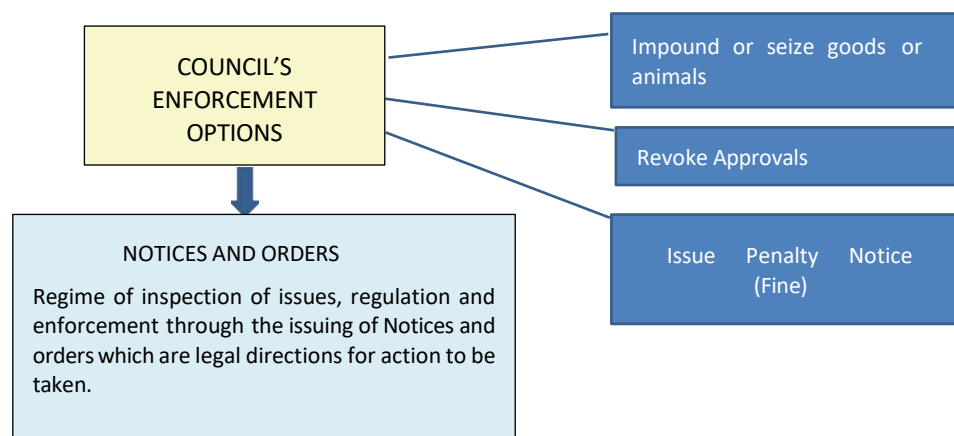 COUNCIL’S
ENFORCEMENT
OPTIONS
Impound or seize goods or
animals
Revoke Approvals
Issue Penalty Notice
(Fine)
NOTICES AND ORDERS
Regime of inspection of issues, regulation and
enforcement through the issuing of Notices and
orders which are legal directions for action to be
taken.